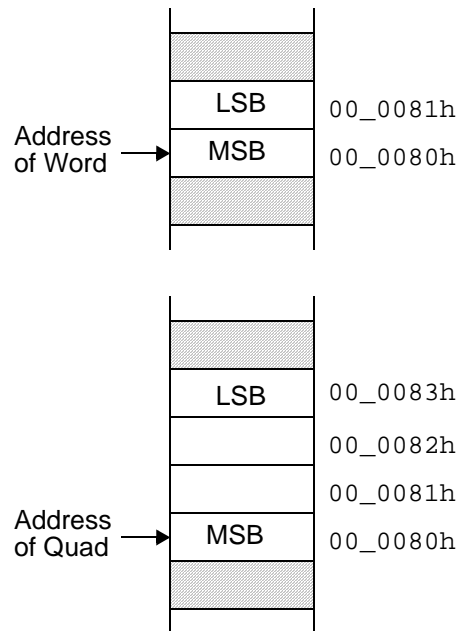 LSB 00_0081h
Address
of Word
MSB 00_0080h
LSB 00_0083h
00_0082h
00_0081h
Address
of Quad
MSB 00_0080h